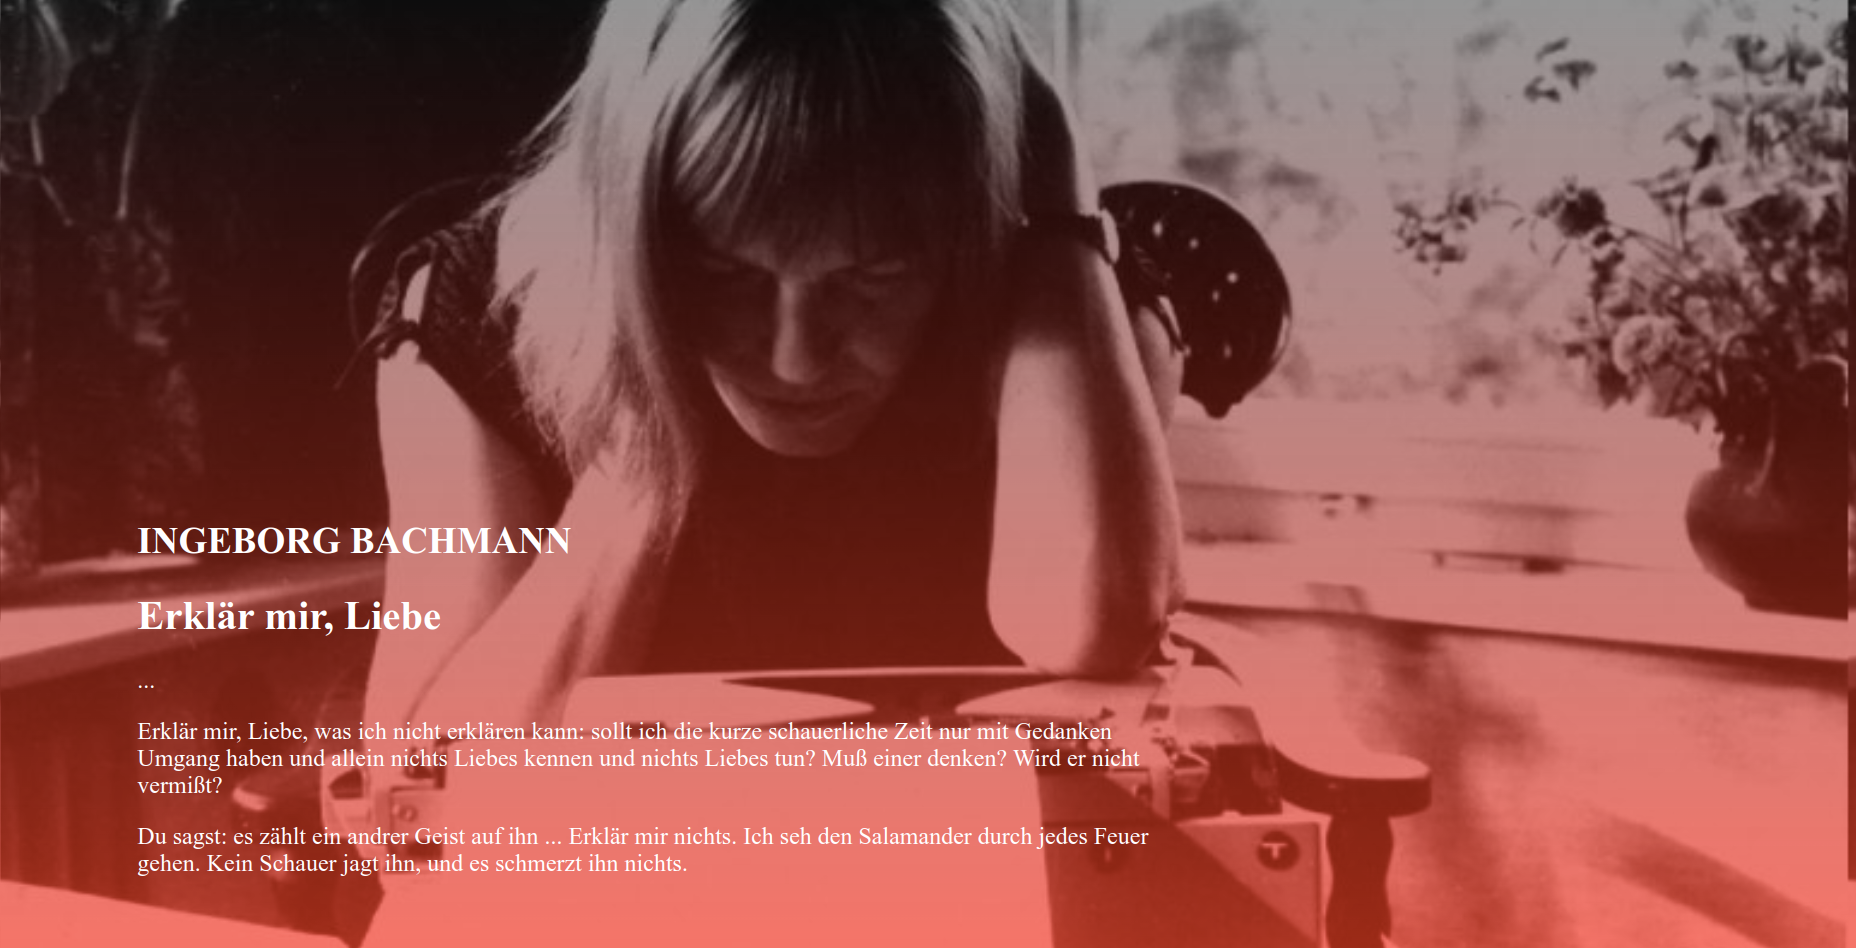 INGEBORG BACHMANN
Erklär mir, Liebe
...
Erklär mir, Liebe, was ich nicht erklären kann: sollt ich die kurze schauerliche Zeit nur mit Gedanken
Umgang haben und allein nichts Liebes kennen und nichts Liebes tun? Muß einer denken? Wird er nicht
vermißt?
Du sagst: es zählt ein andrer Geist auf ihn ... Erklär mir nichts. Ich seh den Salamander durch jedes Feuer
gehen. Kein Schauer jagt ihn, und es schmerzt ihn nichts.